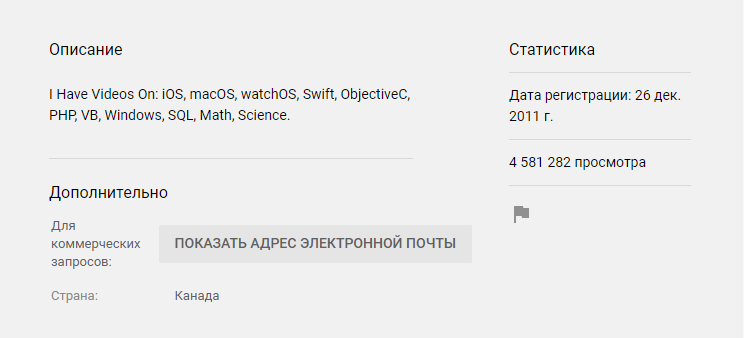 Описание
I Have Videos On: iOS, macOS, watchOS, Swift, ObjectiveC,
PHP, VB, Windows, SQL, Math, Science.
Дополнительно
Для
коммерческих
запросов:
ПОКАЗАТЬ АДРЕС ЭЛЕКТРОННОЙ ПОЧТЫ
Страна:
Канада
Статистика
Дата регистрации: 26 дек.
2011 г.
4 581 282 просмотра